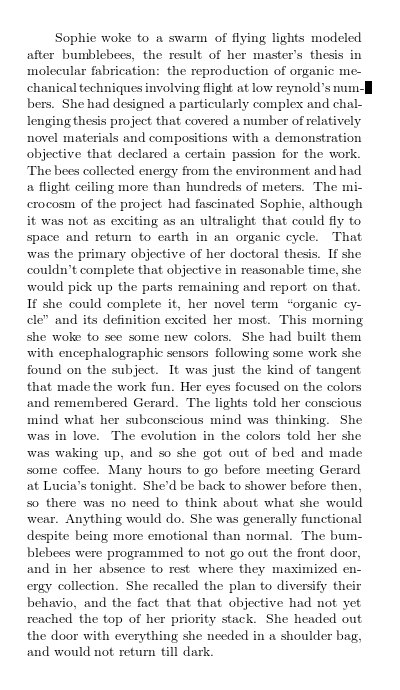 Sophie woke to a swarm of flying lights modeled
after bumblebees, the result of her master's thesis in
molecular fabrication: the reproduction of organic me-
chanical techniques involving flight at low reynold's num-
bers. She had designed a particularly complex and chal-
lenging thesis project that covered a number of relatively
novel materials and compositions with a demonstration
objective that declared a certain passion for the work.
The bees collected energy from the environment and had
a flight ceiling more than hundreds of meters. The mi-
crocosm of the project had fascinated Sophie, although
it was not as exciting as an ultralight that could fly to
space and return to earth in an organic cycle. That
was the primary objective of her doctoral thesis. If she
couldn't complete that objective in reasonable time, she
would pick up the parts remaining and report on that.
If she could complete it, her novel term “organic cy-
cle” and its definition excited her most. This morning
she woke to see some new colors. She had built them
with encephalographic sensors following some work she
found on the subject. It was just the kind of tangent
that made the work fun. Her eyes focused on the colors
and remembered Gerard. The lights told her conscious
mind what her subconscious mind was thinking. She
was in love. The evolution in the colors told her she
was waking up, and so she got out of bed and made
some coffee. Many hours to go before meeting Gerard
at Lucia's tonight. She'd be back to shower before then,
so there was no need to think about what she would
wear. Anything would do. She was generally functional
despite being more emotional than normal. The bum-
blebees were programmed to not go out the front door,
and in her absence to rest where they maximized en-
ergy collection. She recalled the plan to diversify their
behavio, and the fact that that objective had not yet
reached the top of her priority stack. She headed out
the door with everything she needed in a shoulder bag,
and would not return till dark.